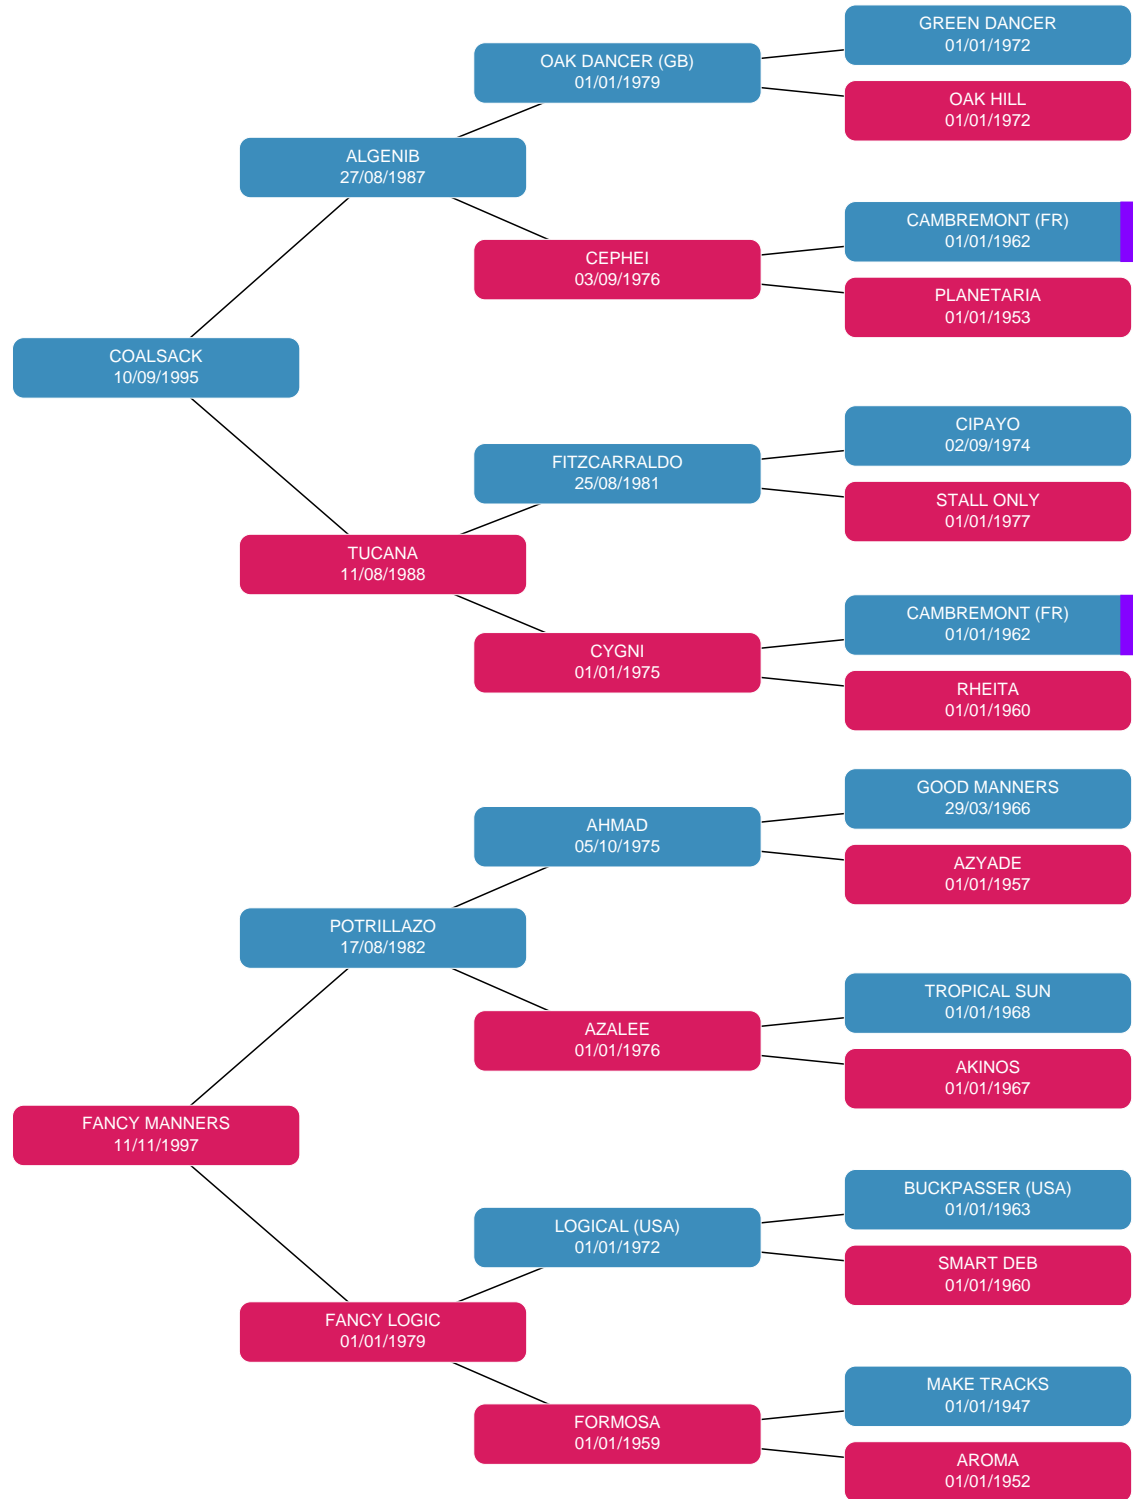 GREEN DANCER
01/01/1972
OAK DANCER (GB)
01/01/1979
OAK HILL
01/01/1972
ALGENIB
27/08/1987
CAMBREMONT (FR)
01/01/1962
CEPHEI
03/09/1976
PLANETARIA
01/01/1953
COALSACK
10/09/1995
CIPAYO
02/09/1974
FITZCARRALDO
25/08/1981
STALL ONLY
01/01/1977
TUCANA
11/08/1988
CAMBREMONT (FR)
01/01/1962
CYGNI
01/01/1975
RHEITA
01/01/1960
GOOD MANNERS
29/03/1966
AHMAD
05/10/1975
AZYADE
01/01/1957
POTRILLAZO
17/08/1982
TROPICAL SUN
01/01/1968
AZALEE
01/01/1976
AKINOS
01/01/1967
FANCY MANNERS
11/11/1997
BUCKPASSER (USA)
01/01/1963
LOGICAL (USA)
01/01/1972
SMART DEB
01/01/1960
FANCY LOGIC
01/01/1979
MAKE TRACKS
01/01/1947
FORMOSA
01/01/1959
AROMA
01/01/1952